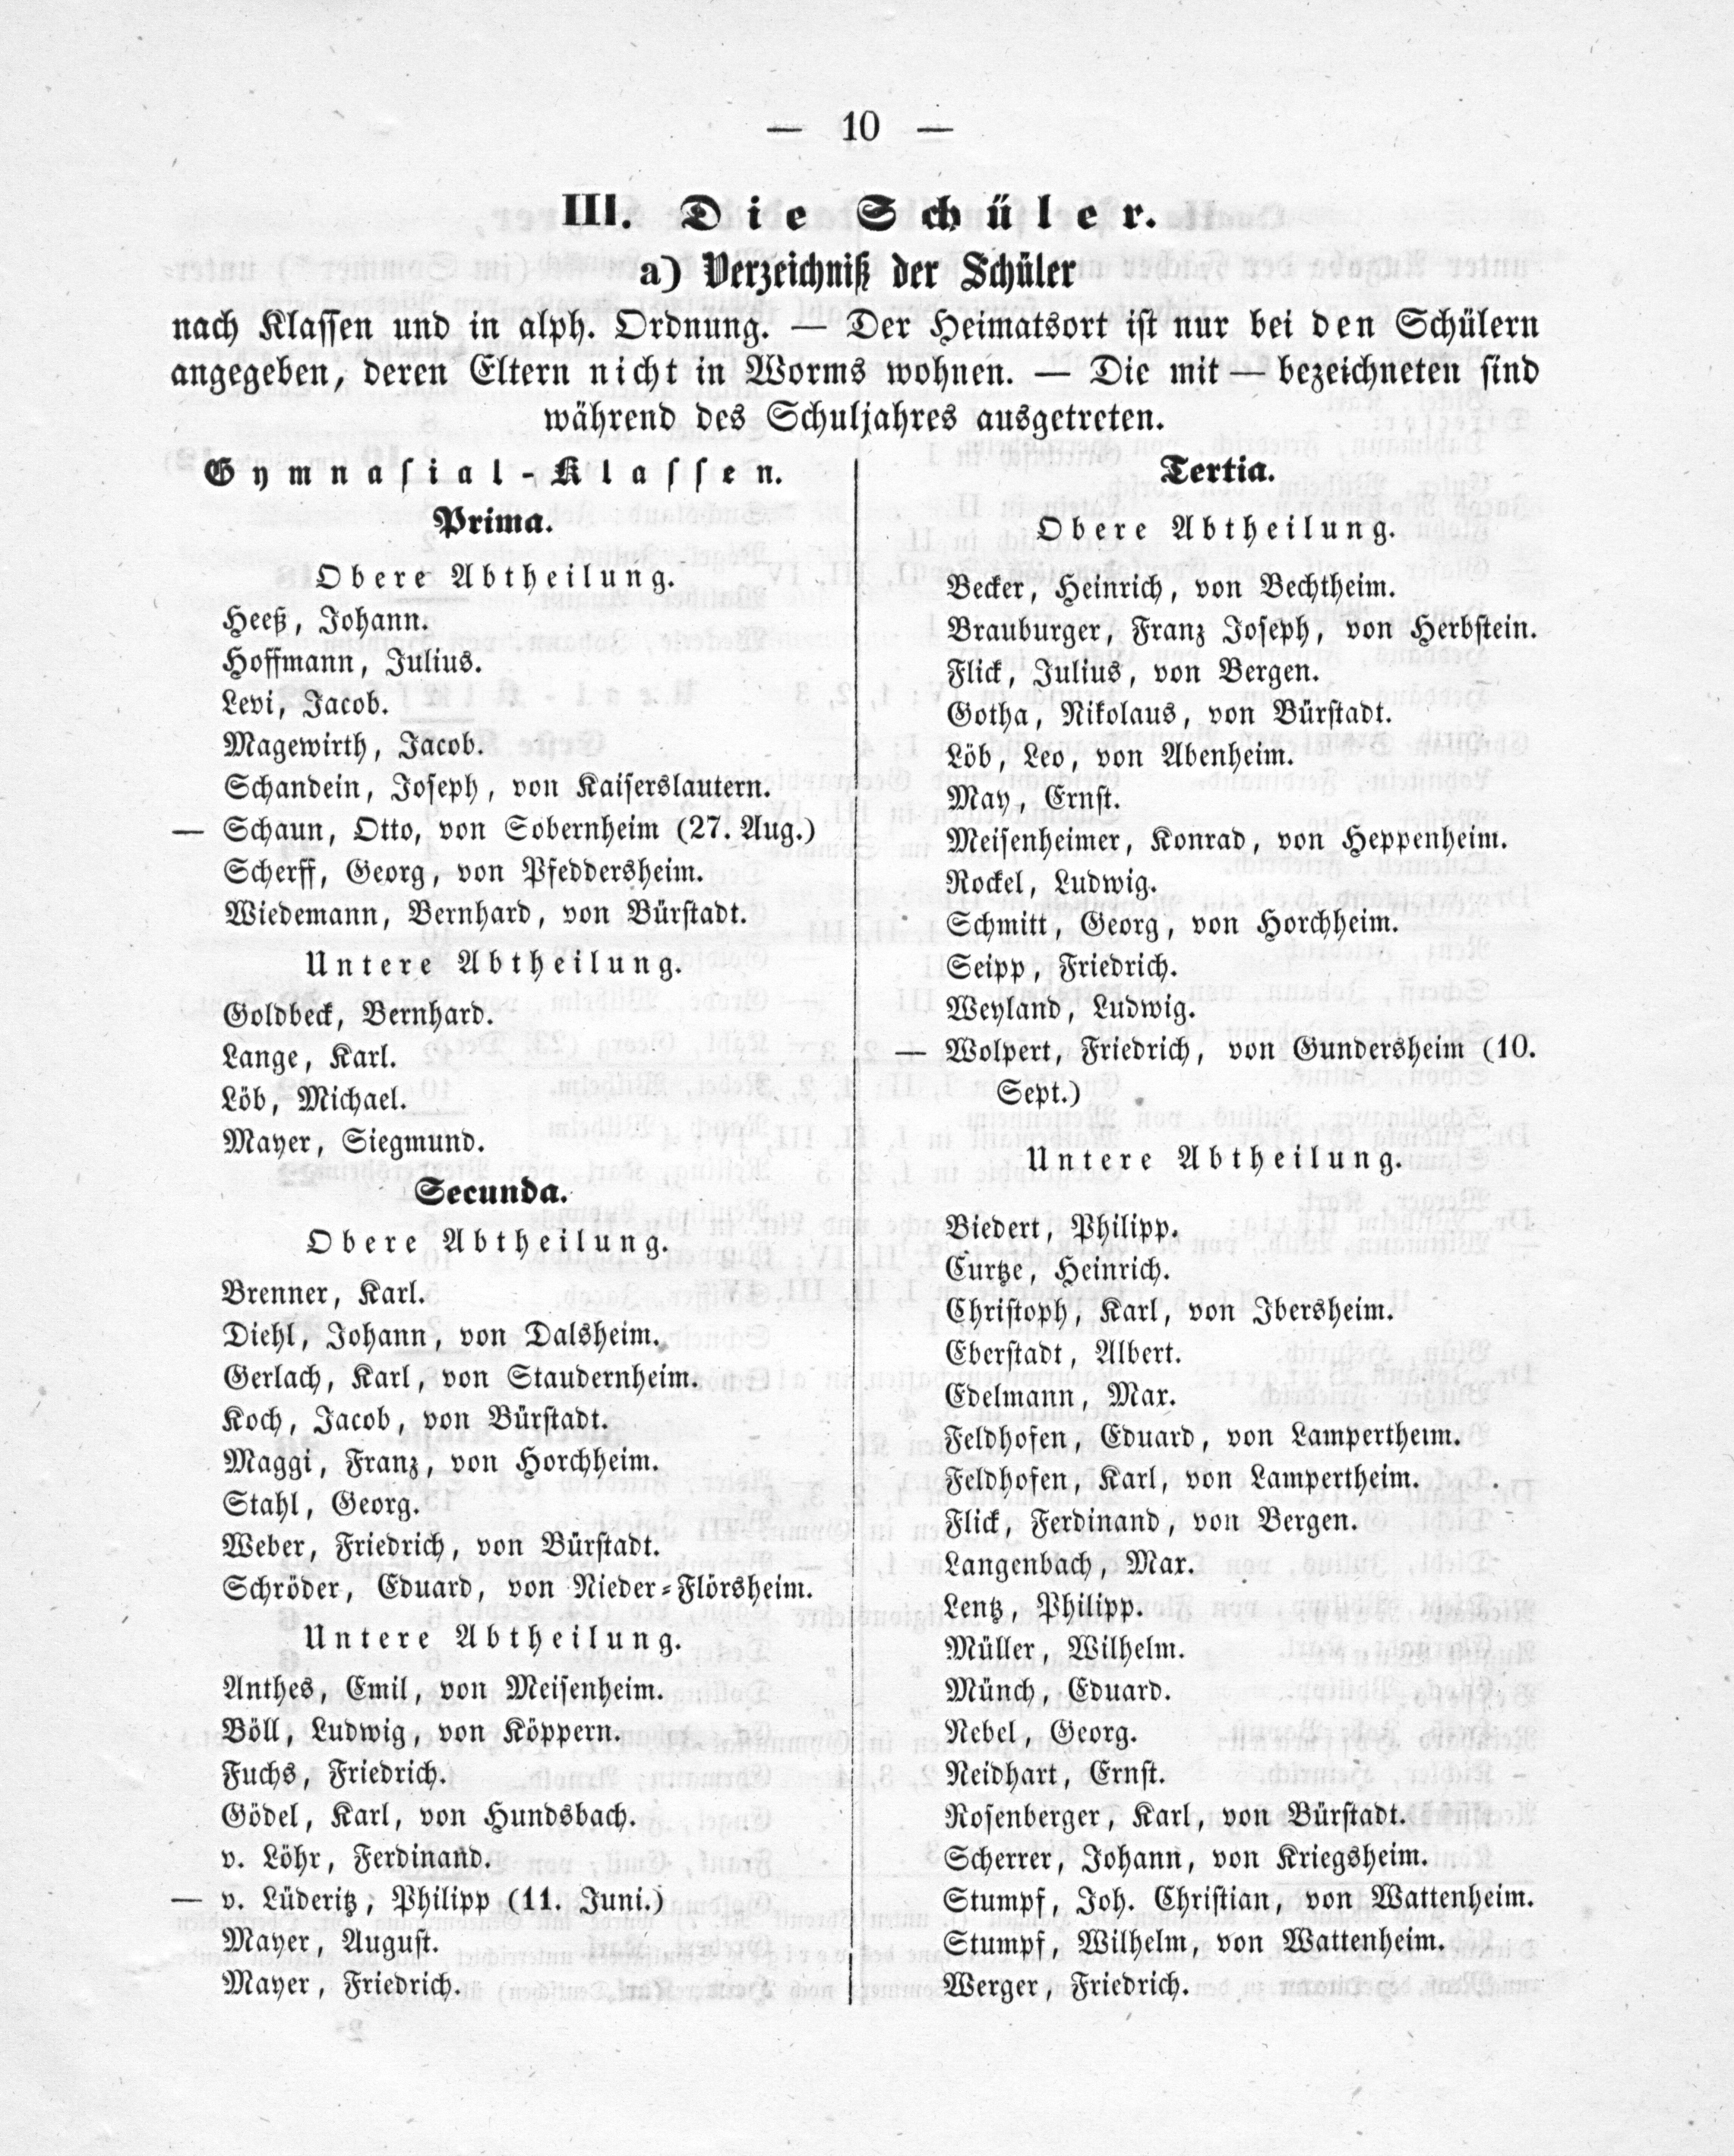 — 10 —
III. Die Schüler.
a) Verzeichniß der Schüler
nach Klassen und in alph. Ordnung. — Der Heimatsort ist nur bei den Schülern
angegeben, deren Eltern nicht in Worms wohnen. — Die mit — bezeichneten sind
während des Schuljahres ausgetreten.
Gymnasial-Klassen.
Prima.
Obere Abtheilung.
Heeß, Johann.
Hoffmann, Julius.
Levi, Jacob.
Magewirth, Jacob.
Schandein, Joseph, von Kaiserslautern.
— Schaun, Otto, von Sobernheim (27. Aug.)
Scherff, Georg, von Pfeddersheim.
Wiedemann, Bernhard, von Bürstadt.
Untere Abtheilung.
Goldbeck, Bernhard.
Lange, Karl.
Löb, Michael.
Mayer, Siegmund.
Secunda.
Obere Abtheilung.
Brenner, Karl.
Diehl, Johann, von Dalsheim.
Gerlach, Karl, von Staudernheim.
Koch, Jacob, von Bürstadt.
Maggi, Franz, von Horchheim.
Stahl, Georg.
Weber, Friedrich, von Bürstadt.
Schröder, Eduard, von Nieder-Flörsheim.
Untere Abtheilung.
Anthes, Emil, von Meisenheim.
Böll, Ludwig, von Köppern.
Fuchs, Friedrich.
Gödel, Karl, von Hundsbach.
v. Löhr, Ferdinand.
— v. Lüderitz, Philipp (11. Juni.)
Mayer, August.
Mayer, Friedrich.
Tertia.
Obere Abtheilung.
Becker, Heinrich, von Bechtheim.
Brauburger, Franz Joseph, von Herbstein.
Flick, Julius, von Bergen.
Gotha, Nikolaus, von Bürstadt.
Löb, Leo, von Abenheim.
May, Ernst.
Meisenheimer, Konrad, von Heppenheim.
Rockel, Ludwig.
Schmitt, Georg, von Horchheim.
Seipp, Friedrich.
Weyland, Ludwig.
— Wolpert, Friedrich, von Gundersheim (10.
Sept.)
Untere Abtheilung.
Biedert, Philipp.
Curtze, Heinrich.
Christoph, Karl, von Ibersheim.
Eberstadt, Albert.
Edelmann, Max.
Feldhofen, Eduard, von Lampertheim.
Feldhofen, Karl, von Lampertheim.
Flick, Ferdinand, von Bergen.
Langenbach, Max.
Lentz, Philipp.
Müller, Wilhelm.
Münch, Eduard.
Nebel, Georg.
Neidhart, Ernst.
Rosenberger, Karl, von Bürstadt.
Scherrer, Johann, von Kriegsheim.
Stumpf, Joh. Christian, von Wattenheim.
Stumpf, Wilhelm, von Wattenheim.
Werger, Friedrich.